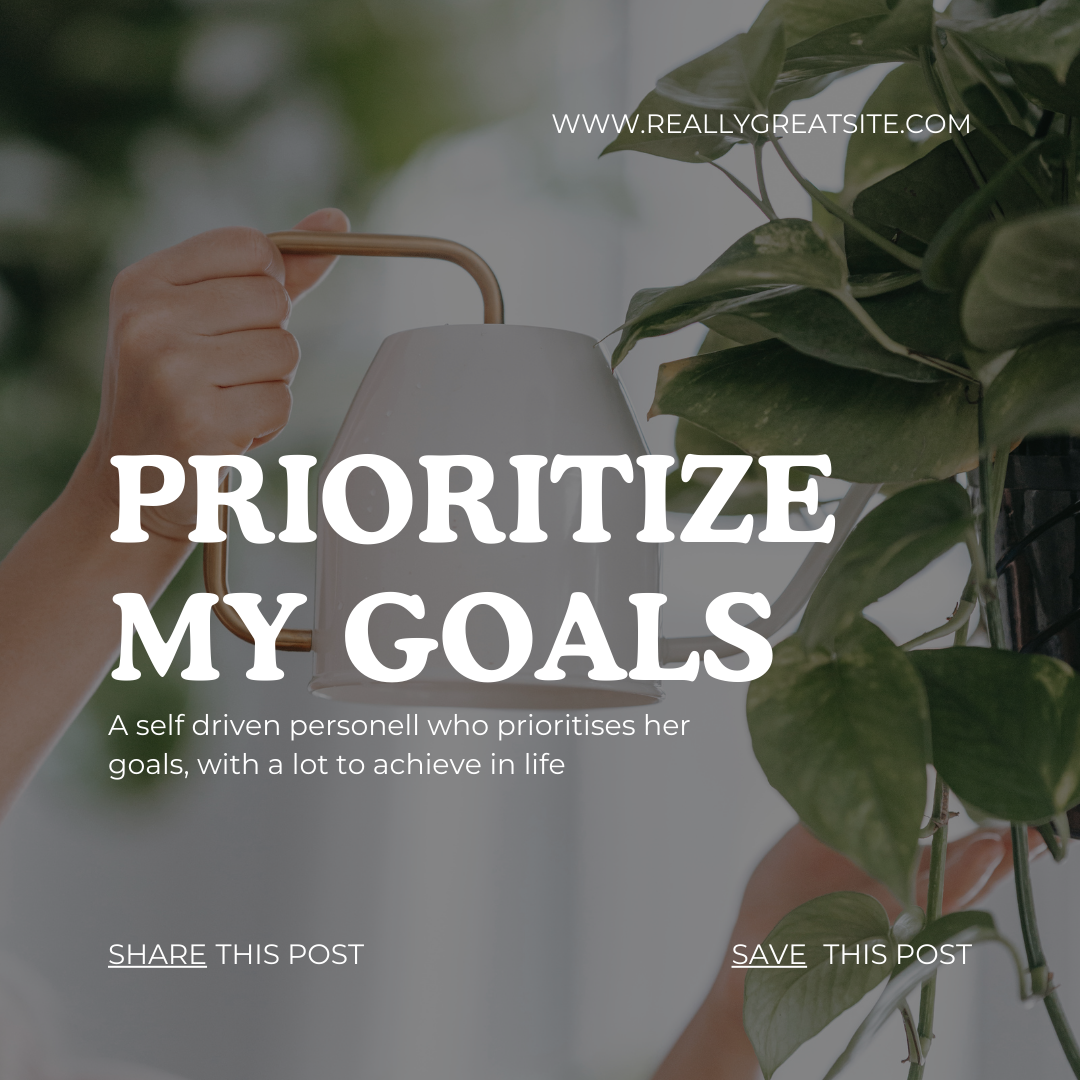 WWW.REALLYGREATSITE.COM
PRIORITIZE
MY GOALS
A self driven personell who prioritises her
goals, with a lot to achieve in life
SHARE THIS POST
SAVE THIS POST